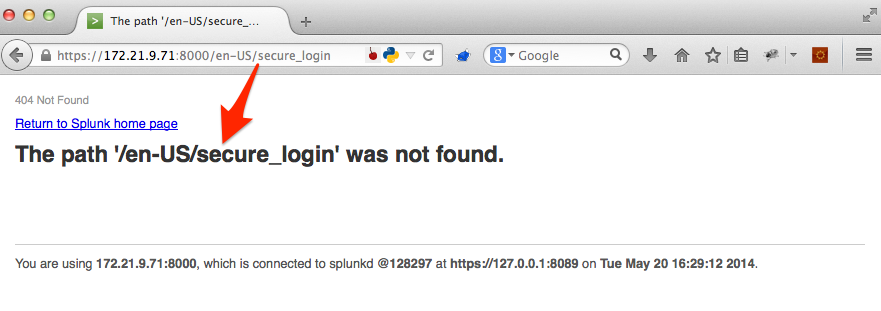 The path '/en-US/secure_...
https://172.21.9.71:8000/en-US/secure_login
Google
404 Not Found
Return to Splunk home page
The path '/en-US/secure_login' was not found.
You are using 172.21.9.71:8000, which is connected to splunkd @128297 at https://127.0.0.1:8089 on Tue May 20 16:29:12 2014.